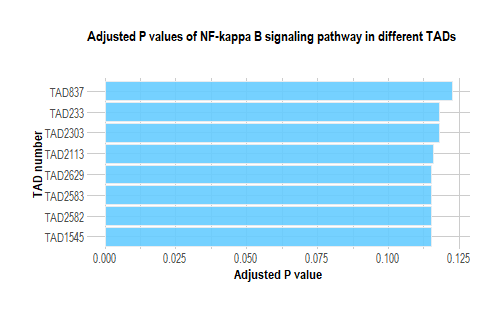 Adjusted P values of NF-kappa B signaling pathway in different TADs
TAD number
TAD837
TAD233
TAD2303
TAD2113
TAD2629
TAD2583
TAD2582
TAD1545
0.000 0.025 0.050 0.075 0.100 0.125
Adjusted P value